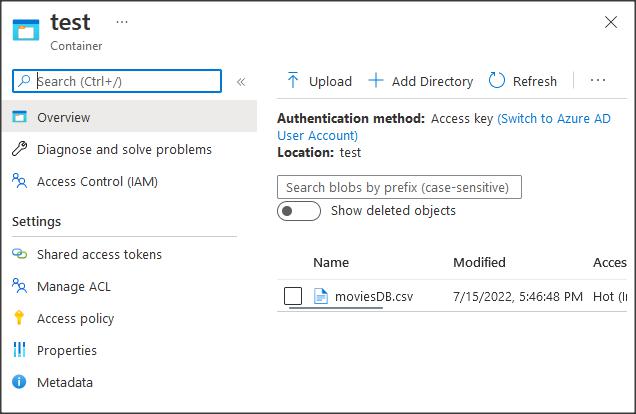 test ...
Container
Search (Ctrl+/)
Overview
Diagnose and solve problems
Access Control (IAM)
Settings
Shared access tokens
Manage ACL
Access policy
Properties
Metadata
Upload Add Directory Refresh ...
Authentication method: Access key (Switch to Azure AD
User Account)
Location: test
Search blobs by prefix (case-sensitive)
Show deleted objects
Name Modified Acces
moviesDB.csv 7/15/2022, 5:46:48 PM Hot (I